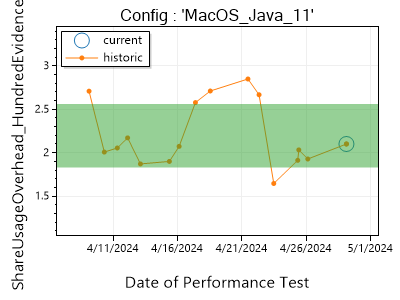 Config : 'MacOS_Java_11'
current
historic
ShareUsageOverhead_HundredEvidence
3
2.5
2
1.5
4/11/2024
4/16/2024
4/21/2024
4/26/2024
5/1/2024
Date of Performance Test